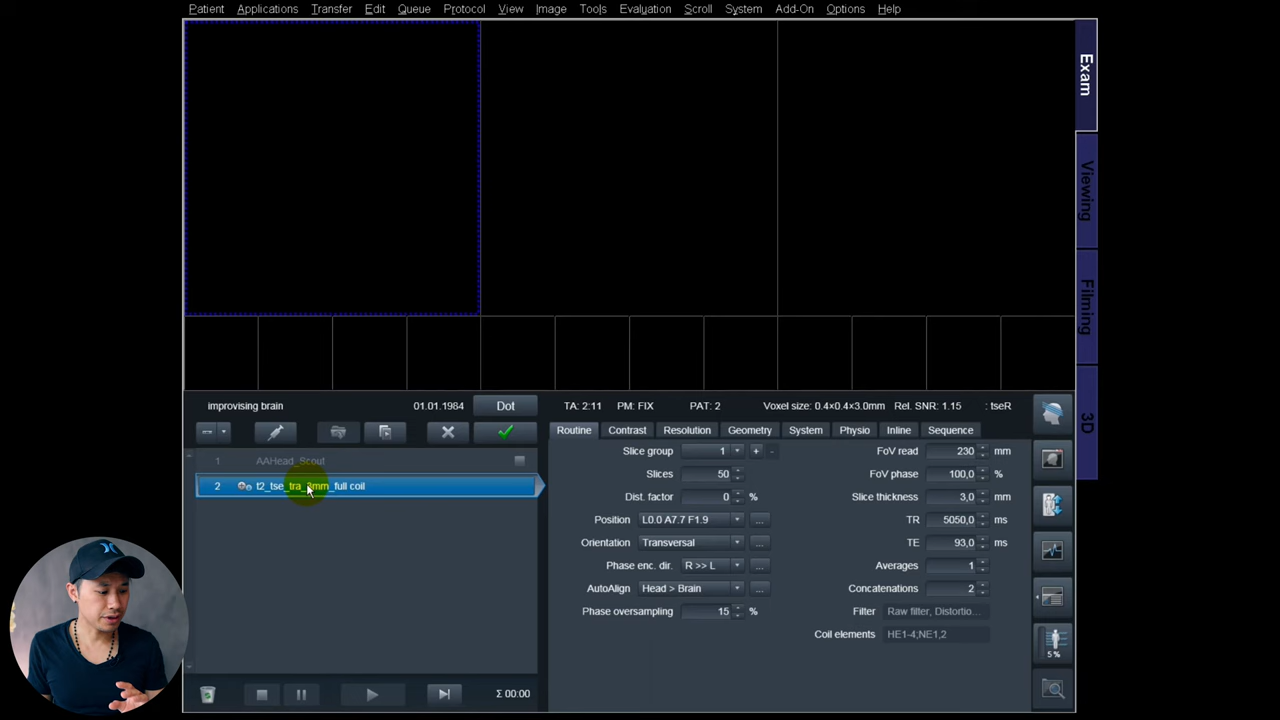 Patient Applications Transfer Edit Queue Protocol View Image Tools Evaluation Scroll System Add-On Options Help
Exam
Viewing
Filming
3D
improvising brain 01.01.1984 Dot
TA: 2:11 PM: FIX PAT: 2 Voxel size: 0.4×0.4×3.0mm Rel. SNR: 1.15 : tseR
Routine Contrast Resolution Geometry System Physio Inline Sequence
1 AAHead_Scout
2 t2_tse_tra_3mm_full coil
Slice group 1 + -
Slices 50
Dist. factor 0 %
Position L0.0 A7.7 F1.9 ...
Orientation Transversal ...
Phase enc. dir. R >> L ...
AutoAlign Head > Brain ...
Phase oversampling 15 %
FoV read 230 mm
FoV phase 100,0 %
Slice thickness 3,0 mm
TR 5050,0 ms
TE 93,0 ms
Averages 1
Concatenations 2
Filter Raw filter, Distortio...
Coil elements HE1-4;NE1,2
5%
Σ 00:00